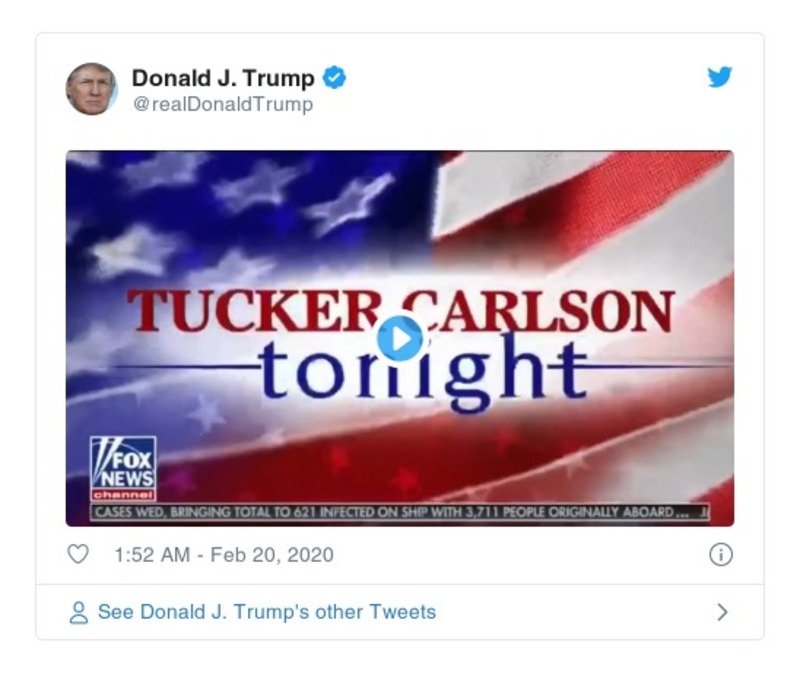 Donald J. Trump
@realDonaldTrump
TUCKER CARLSON
tonight
FOX
NEWS
channel
CASES WED, BRINGING TOTAL TO 621 INFECTED ON SHIP WITH 3,711 PEOPLE ORIGINALLY ABOARD...
1:52 AM - Feb 20, 2020
See Donald J. Trump's other Tweets